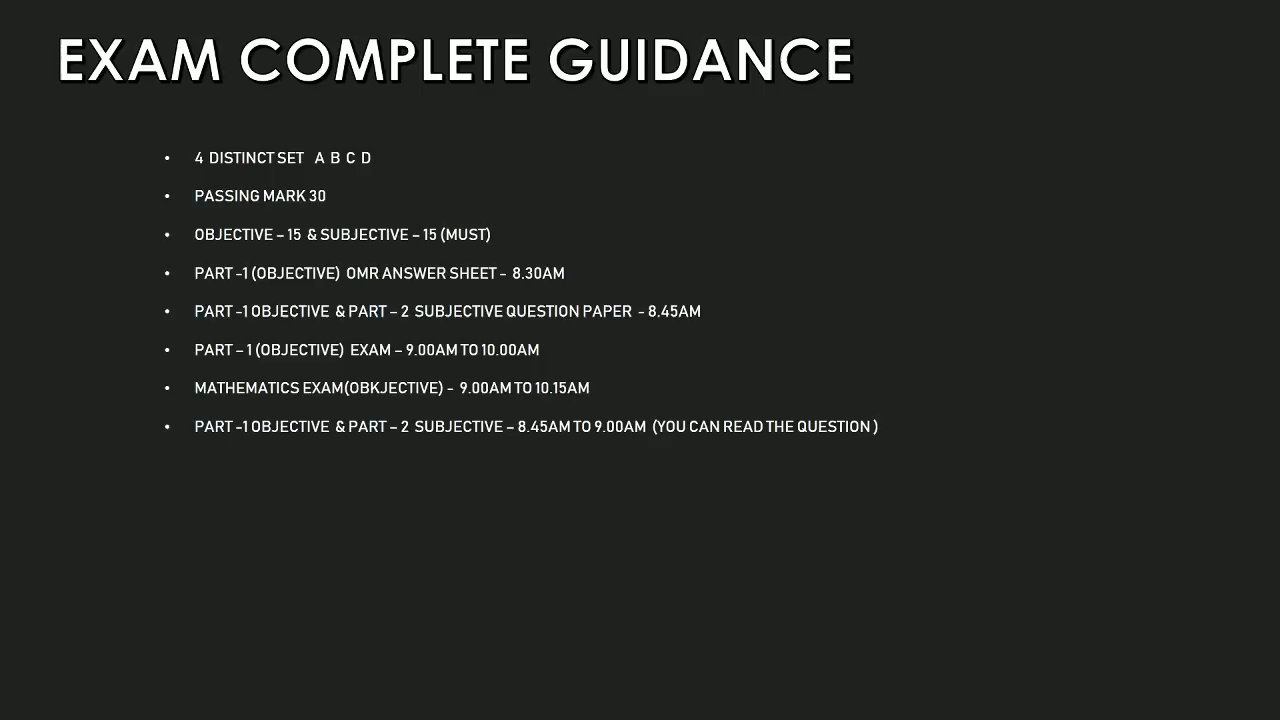 EXAM COMPLETE GUIDANCE
• 4 DISTINCT SET A B C D
• PASSING MARK 30
• OBJECTIVE – 15 & SUBJECTIVE – 15 (MUST)
• PART -1 (OBJECTIVE) OMR ANSWER SHEET - 8.30AM
• PART -1 OBJECTIVE & PART – 2 SUBJECTIVE QUESTION PAPER - 8.45AM
• PART – 1 (OBJECTIVE) EXAM – 9.00AM TO 10.00AM
• MATHEMATICS EXAM(OBKJECTIVE) - 9.00AM TO 10.15AM
• PART -1 OBJECTIVE & PART – 2 SUBJECTIVE – 8.45AM TO 9.00AM (YOU CAN READ THE QUESTION )